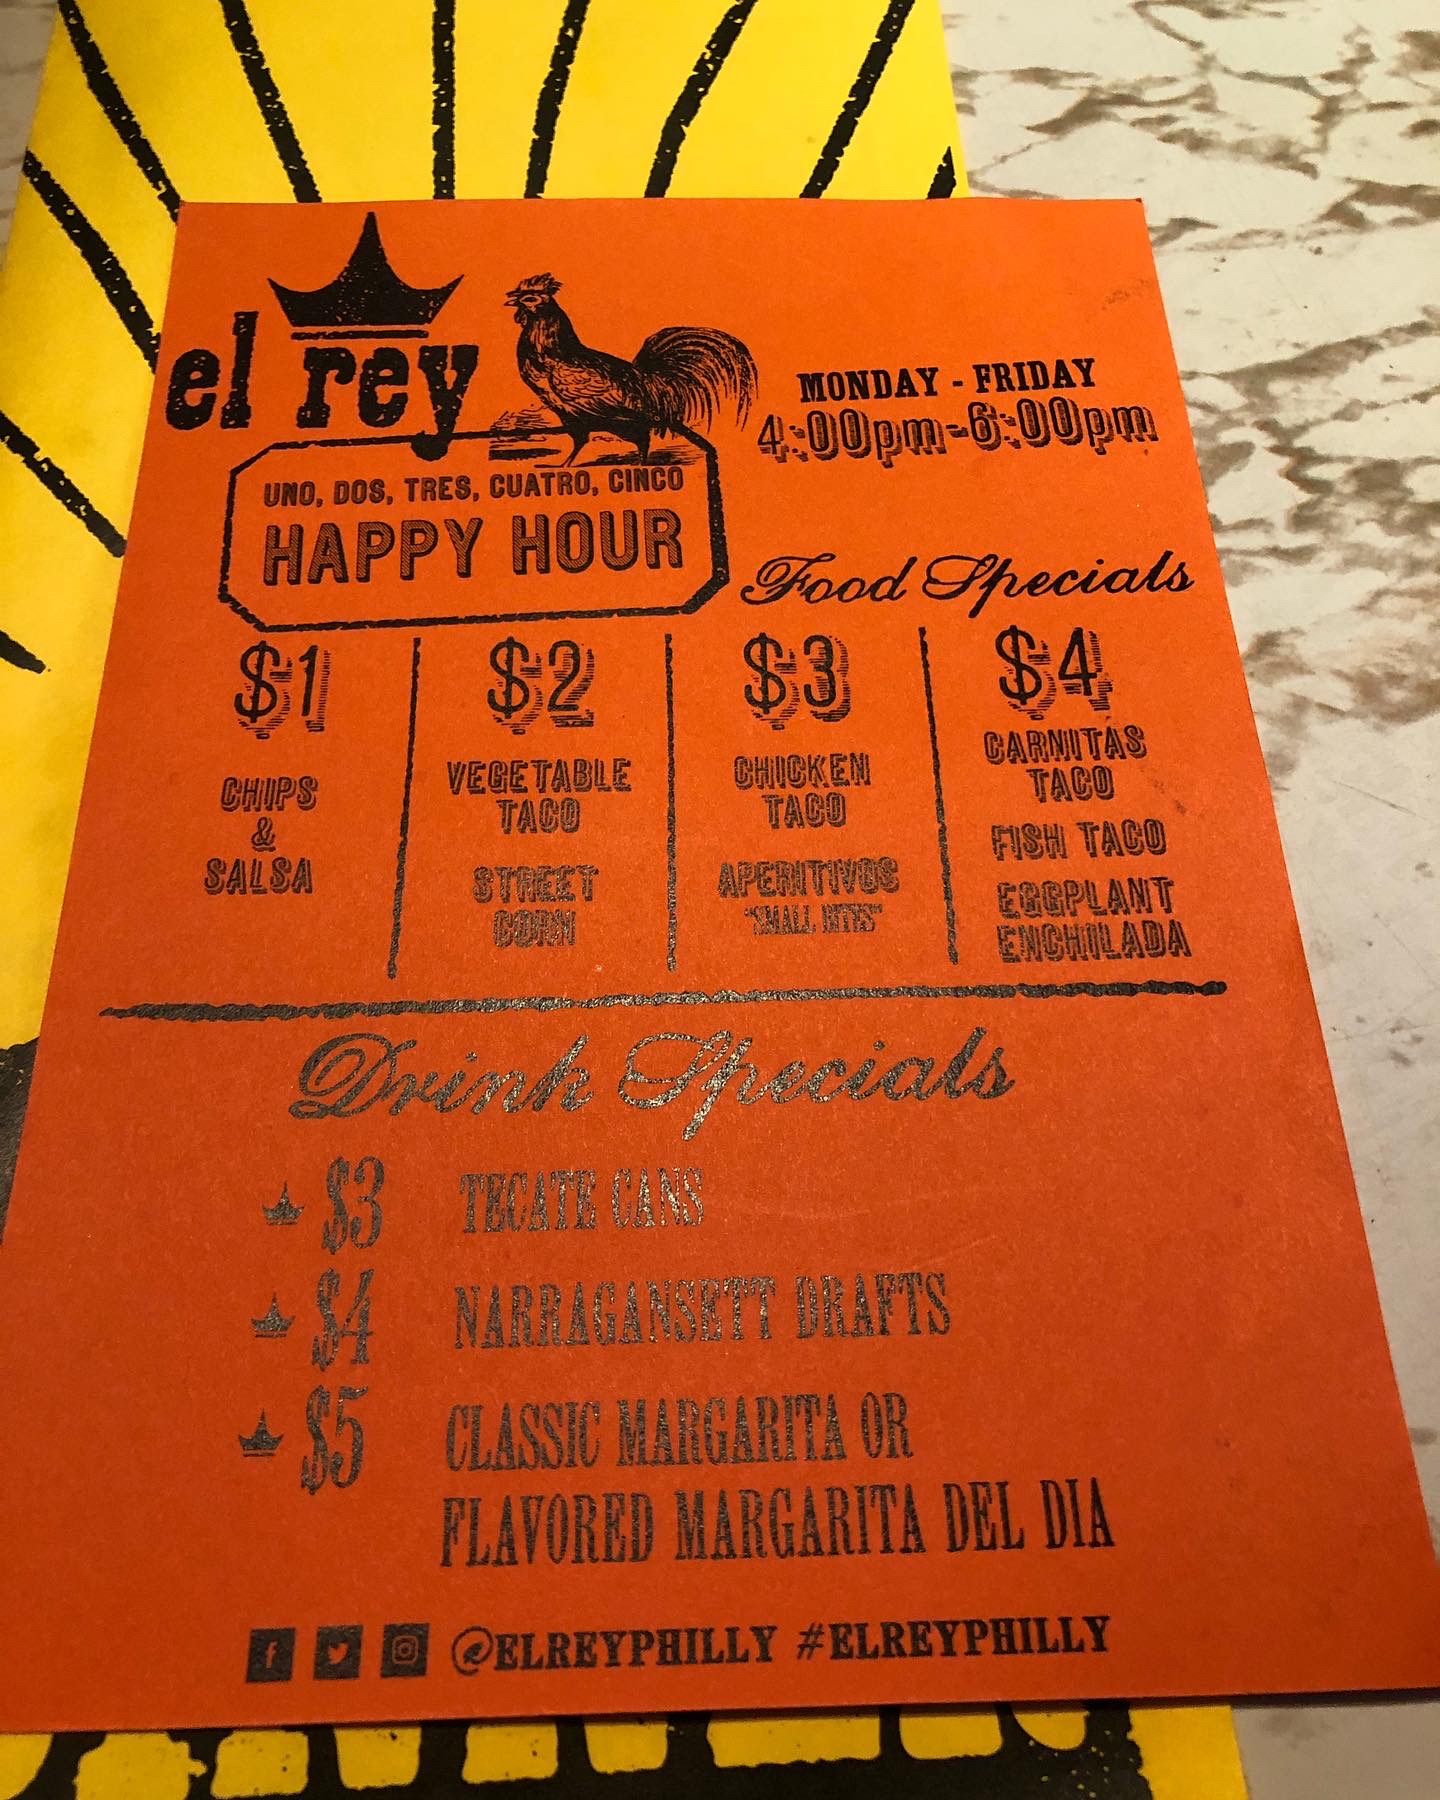 el rey
MONDAY - FRIDAY
4:00pm-6:00pm
UNO, DOS, TRES, CUATRO, CINCO
HAPPY HOUR
Food Specials
$1
CHIPS
&
SALSA
$2
VEGETABLE
TACO
STREET
CORN
$3
CHICKEN
TACO
APERITIVOS
"SMALL BITES"
$4
CARNITAS
TACO
FISH TACO
EGGPLANT
ENCHILADA
Drink Specials
$3 TECATE CANS
$4 NARRAGANSETT DRAFTS
$5 CLASSIC MARGARITA OR
FLAVORED MARGARITA DEL DIA
@ELREYPHILLY #ELREYPHILLY